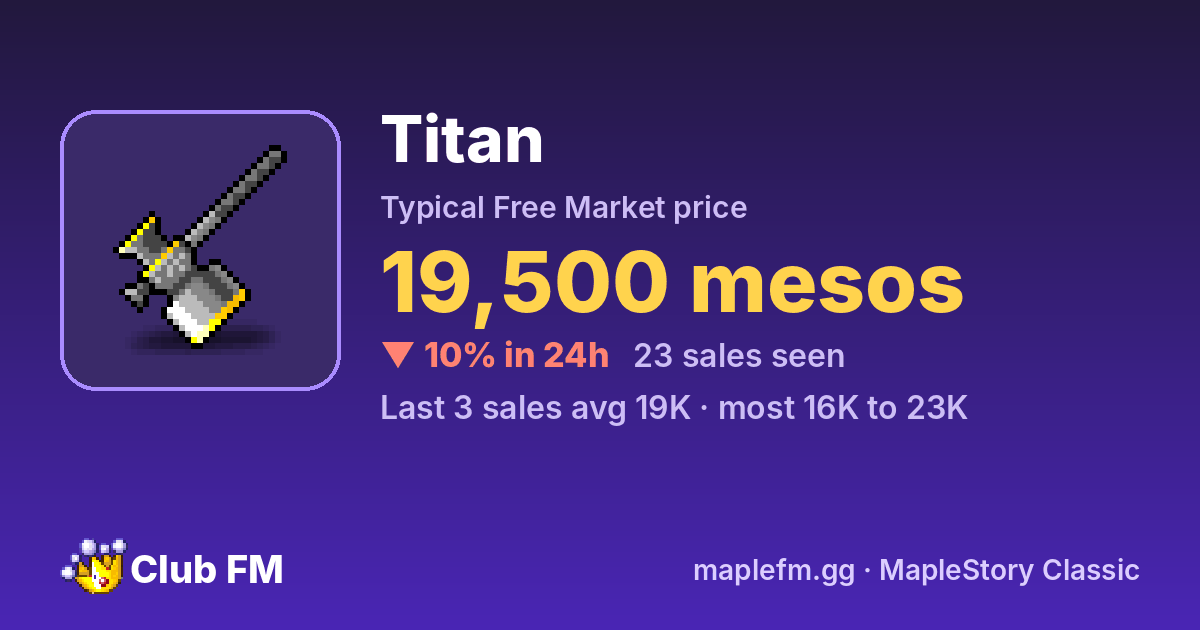 Titan
Typical Free Market price
19,500 mesos
▼ 10% in 24h 23 sales seen
Last 3 sales avg 19K · most 16K to 23K
Club FM
maplefm.gg · MapleStory Classic